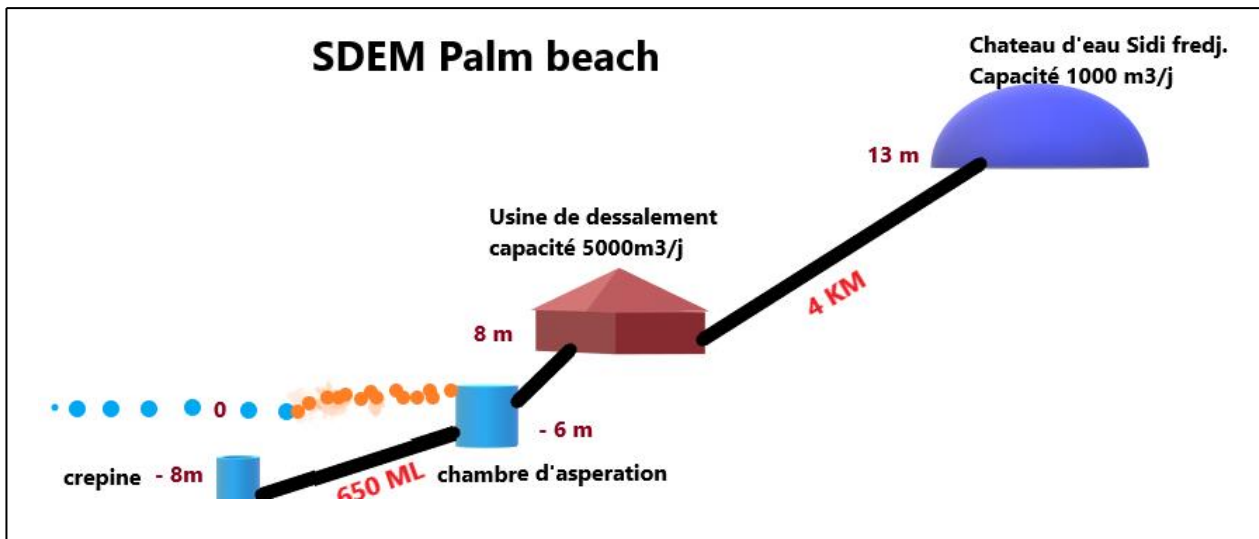 SDEM Palm beach
Chateau d'eau Sidi fredj.
Capacité 1000 m3/j
13 m
Usine de dessalement
capacité 5000m3/j
4 KM
8 m
0
- 6 m
crepine - 8m
650 ML
chambre d'asperation